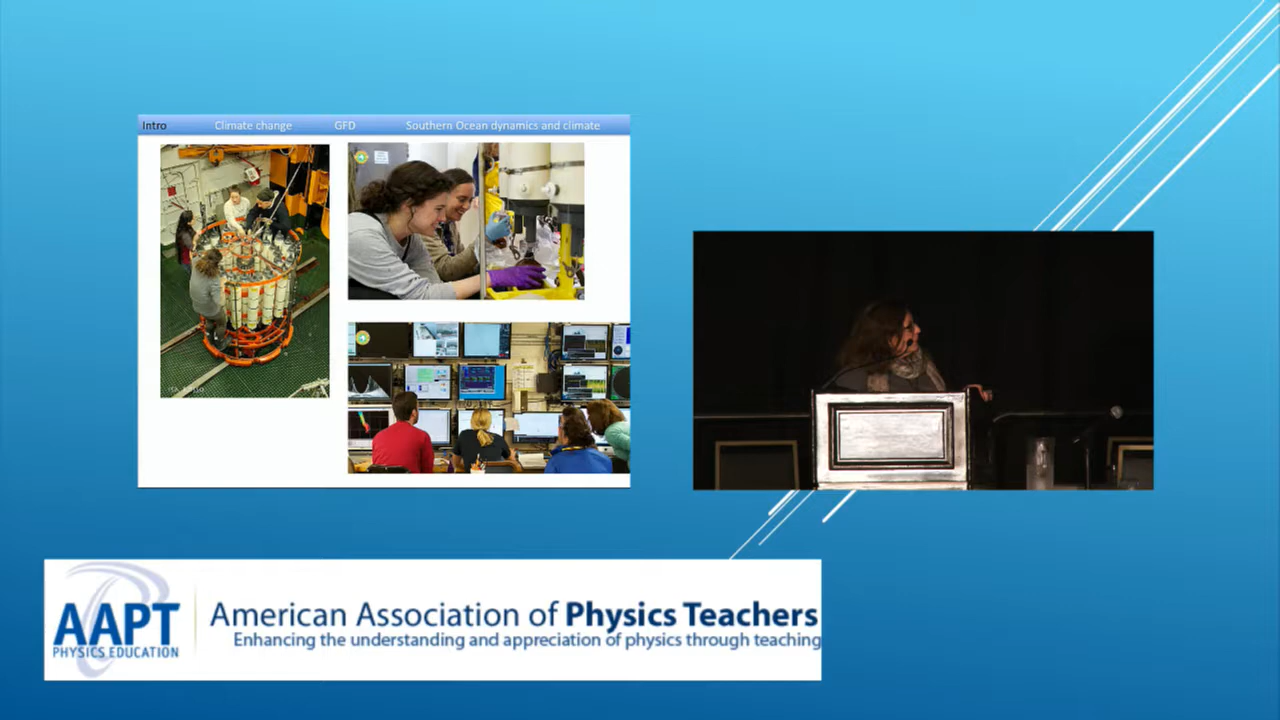 Intro Climate change GFD Southern Ocean dynamics and climate
AAPT
PHYSICS EDUCATION
American Association of Physics Teachers
Enhancing the understanding and appreciation of physics through teaching